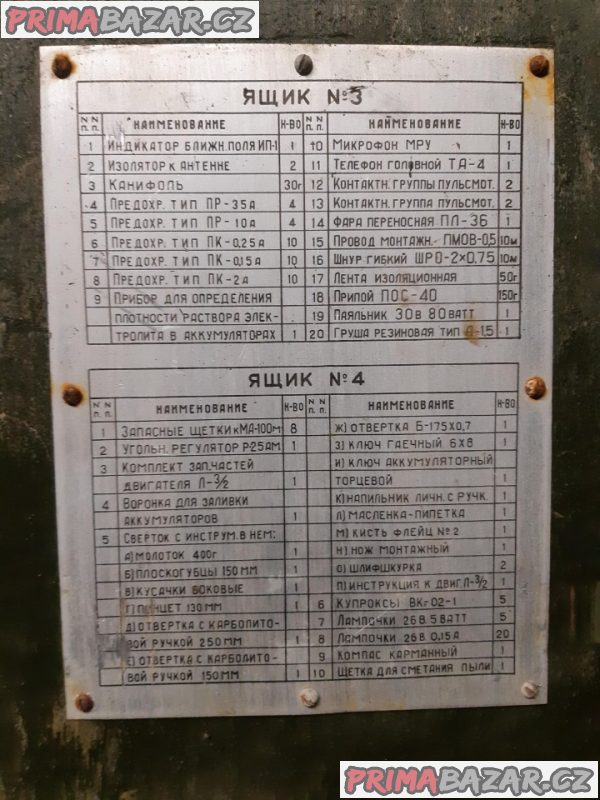 PRIMABAZAR.CZ
ЯЩИК №3
N N П. П. НАИМЕНОВАНИЕ К-ВО
1 ИНДИКАТОР БЛИЖН. ПОЛЯ ИП-1 1
2 ИЗОЛЯТОР К АНТЕННЕ 2
3 КАНИФОЛЬ 30г
4 ПРЕДОХР. ТИП ПР-35А 4
5 ПРЕДОХР. ТИП ПР-10А 4
6 ПРЕДОХР. ТИП ПК-0,25А 10
7 ПРЕДОХР. ТИП ПК-0,15А 10
8 ПРЕДОХР. ТИП ПК-2А 10
9 ПРИБОР ДЛЯ ОПРЕДЕЛЕНИЯ
ПЛОТНОСТИ РАСТВОРА ЭЛЕК-
ТРОЛИТА В АККУМУЛЯТОРАХ 1
N N П. П. НАИМЕНОВАНИЕ К-ВО
10 МИКРОФОН МРУ 1
11 ТЕЛЕФОН ГОЛОВНОЙ ТА-4 1
12 КОНТАКТН. ГРУППЫ ПУЛЬСМОТ. 2
13 КОНТАКТН. ГРУППА ПУЛЬСМОТ. 2
14 ФАРА ПЕРЕНОСНАЯ ПЛ-36 1
15 ПРОВОД МОНТАЖН. ПМОВ-0,5 10м
16 ШНУР ГИБКИЙ ШРО-2×0,75 10м
17 ЛЕНТА ИЗОЛЯЦИОННАЯ 50г
18 ПРИПОЙ ПОС-40 150г
19 ПАЯЛЬНИК 30В 80ВАТТ 1
20 ГРУША РЕЗИНОВАЯ ТИП А-1,5 1
ЯЩИК №4
N N П. П. НАИМЕНОВАНИЕ К-ВО
1 ЗАПАСНЫЕ ЩЕТКИ кМА-100М 8
2 УГОЛЬН. РЕГУЛЯТОР Р-25АМ 1
3 КОМПЛЕКТ ЗАП. ЧАСТЕЙ
ДВИГАТЕЛЯ Л-3/2 1
4 ВОРОНКА ДЛЯ ЗАЛИВКИ
АККУМУЛЯТОРОВ 1
5 СВЕРТОК С ИНСТРУМ. В НЕМ:
А) МОЛОТОК 400г 1
Б) ПЛОСКОГУБЦЫ 150 ММ 1
В) КУСАЧКИ БОКОВЫЕ 1
Г) ПИНЦЕТ 130 ММ 1
Д) ОТВЕРТКА С КАРБОЛИТО-
ВОЙ РУЧКОЙ 250 ММ 1
Е) ОТВЕРТКА С КАРБОЛИТО-
ВОЙ РУЧКОЙ 150 ММ 1
N N П. П. НАИМЕНОВАНИЕ К-ВО
Ж) ОТВЕРТКА Б-175Х0,7 1
З) КЛЮЧ ГАЕЧНЫЙ 6Х8 1
И) КЛЮЧ АККУМУЛЯТОРНЫЙ
ТОРЦЕВОЙ 1
К) НАПИЛЬНИК ЛИЧН. С РУЧК. 1
Л) МАСЛЕНКА-ПИПЕТКА 1
М) КИСТЬ ФЛЕЙЦ №2 1
Н) НОЖ МОНТАЖНЫЙ 1
О) ШЛИФШКУРКА 2
П) ИНСТРУКЦИЯ К ДВИГ. Л-3/2 1
6 КУПРОКСЫ ВКг 02-1 5
7 ЛАМПОЧКИ 26В. 5 ВАТТ 5
8 ЛАМПОЧКИ 26В 0,15А 20
9 КОМПАС КАРМАННЫЙ 1
10 ЩЕТКА ДЛЯ СМЕТАНИЯ ПЫЛИ 1
PRIMABAZAR.CZ